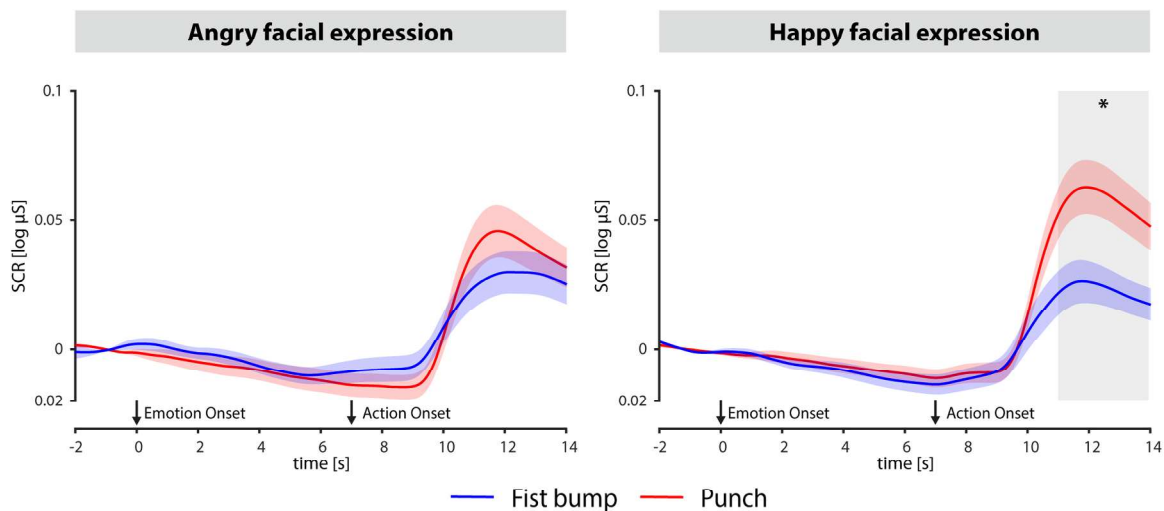 Angry facial expression
Happy facial expression
0.1
0.05
0
0.02
SCR [log µS]
Emotion Onset
Action Onset
-2 0 2 4 6 8 10 12 14
time [s]
0.1
*
0.05
0
0.02
SCR [log µS]
Emotion Onset
Action Onset
-2 0 2 4 6 8 10 12 14
time [s]
Fist bump
Punch